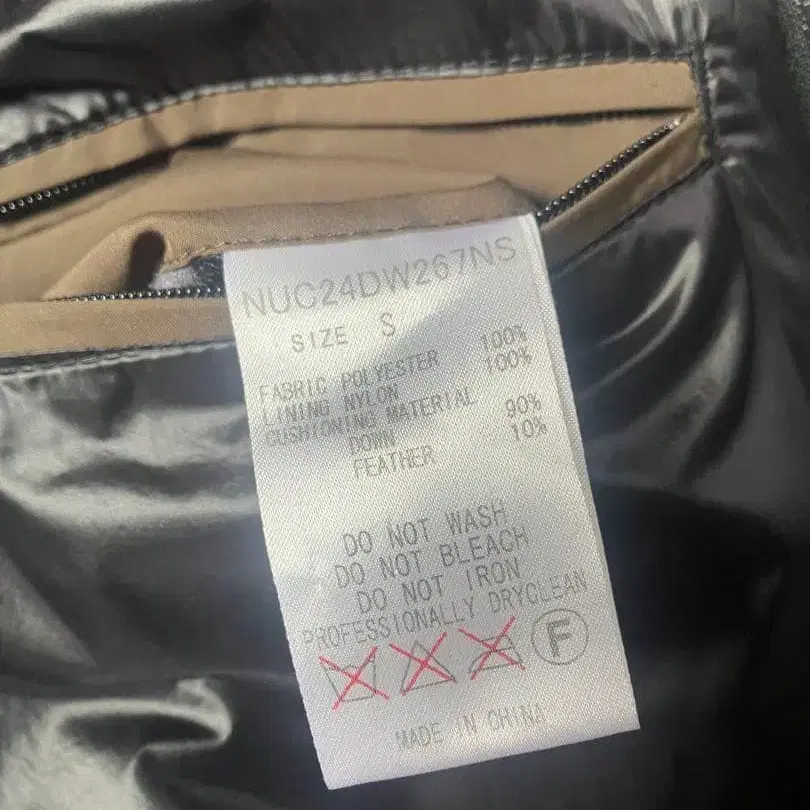 NUC24DW267NS
SIZE S
FABRIC POLYESTER 100%
LINING NYLON 100%
CUSHIONING MATERIAL
DOWN 90%
FEATHER 10%
DO NOT WASH
DO NOT BLEACH
DO NOT IRON
PROFESSIONALLY DRYCLEAN
F
MADE IN CHINA